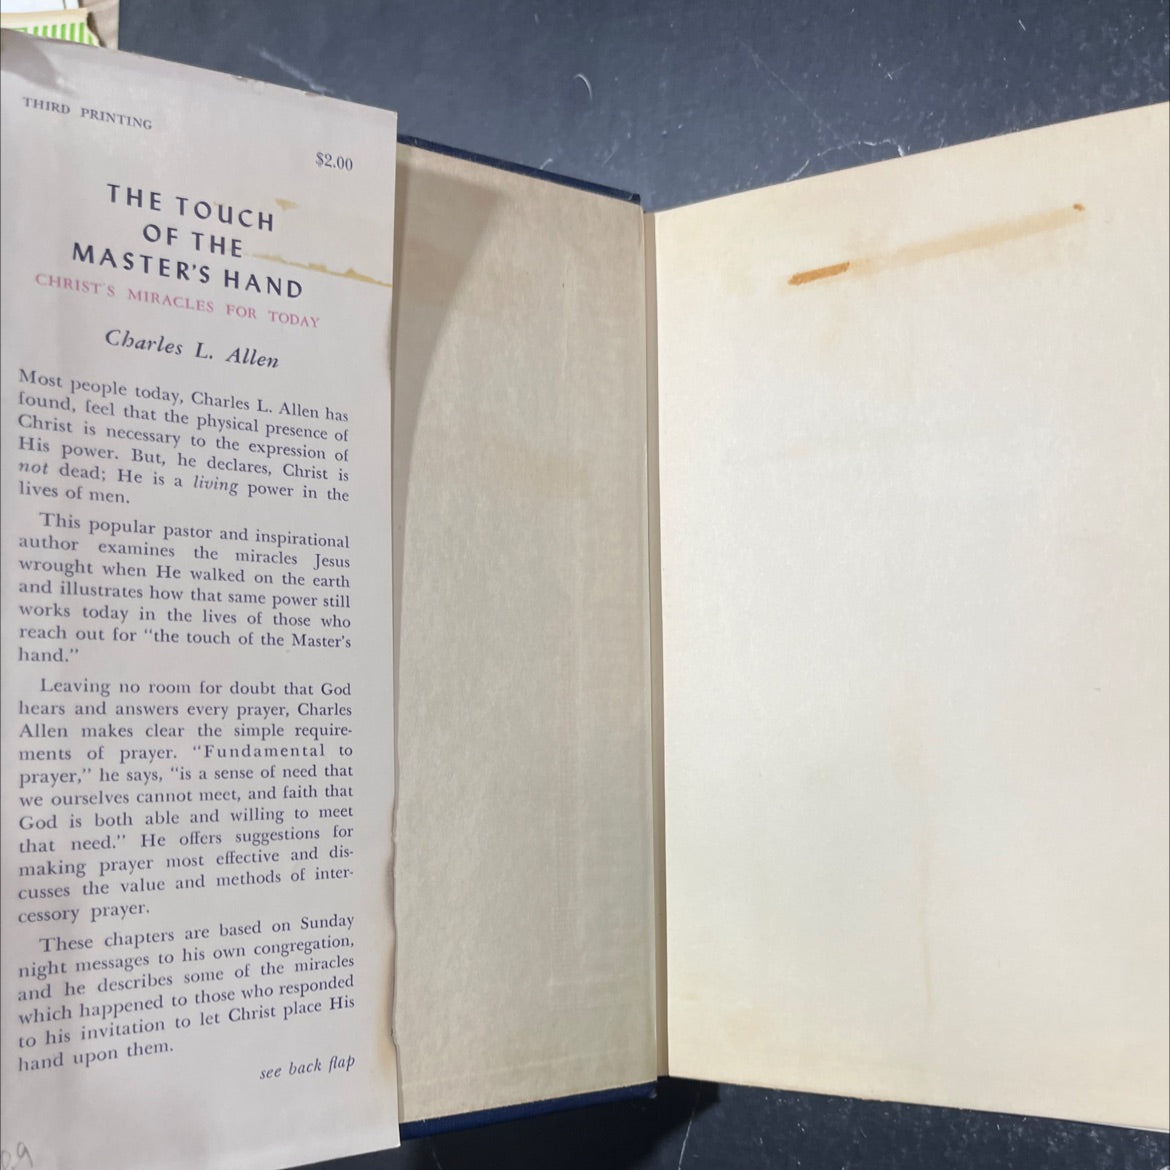 THIRD PRINTING
$2.00
THE TOUCH
OF THE
MASTER'S HAND
CHRIST'S MIRACLES FOR TODAY
Charles L. Allen
Most people today, Charles L. Allen has
found, feel that the physical presence of
Christ is necessary to the expression of
His power. But, he declares, Christ is
not dead; He is a living power in the
lives of men.
This popular pastor and inspirational
author examines the miracles Jesus
wrought when He walked on the earth
and illustrates how that same power still
works today in the lives of those who
reach out for "the touch of the Master's
hand."
Leaving no room for doubt that God
hears and answers every prayer, Charles
Allen makes clear the simple require-
ments of prayer. "Fundamental to
prayer," he says, "is a sense of need that
we ourselves cannot meet, and faith that
God is both able and willing to meet
that need." He offers suggestions for
making prayer most effective and dis-
cusses the value and methods of inter-
cessory prayer.
These chapters are based on Sunday
night messages to his own congregation,
and he describes some of the miracles
which happened to those who responded
to his invitation to let Christ place His
hand upon them.
see back flap